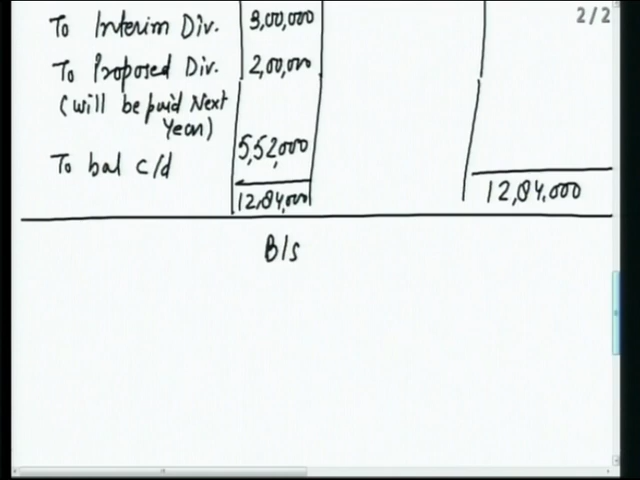 2/2
To Interim Div. 3,00,000
To Proposed Div. 2,00,000
(will be paid Next
Year)
5,52,000
To bal c/d
12,84,000 12,84,000
B/s